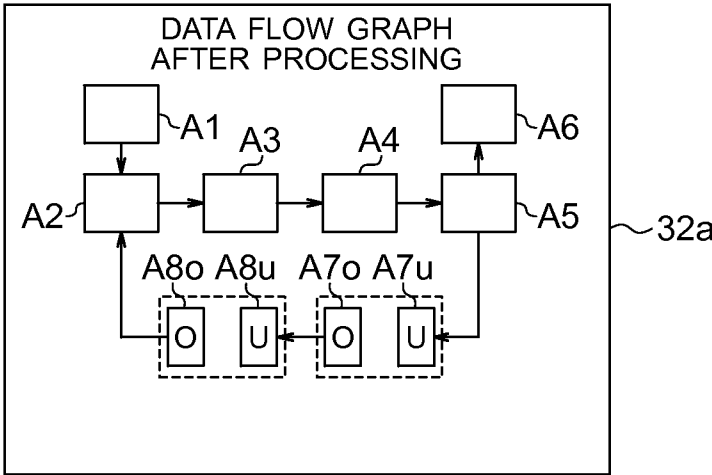 DATA FLOW GRAPH
AFTER PROCESSING
A1
A6
A3
A4
A2
A5
32a
A8o
A8u
A7o
A7u
O
U
O
U